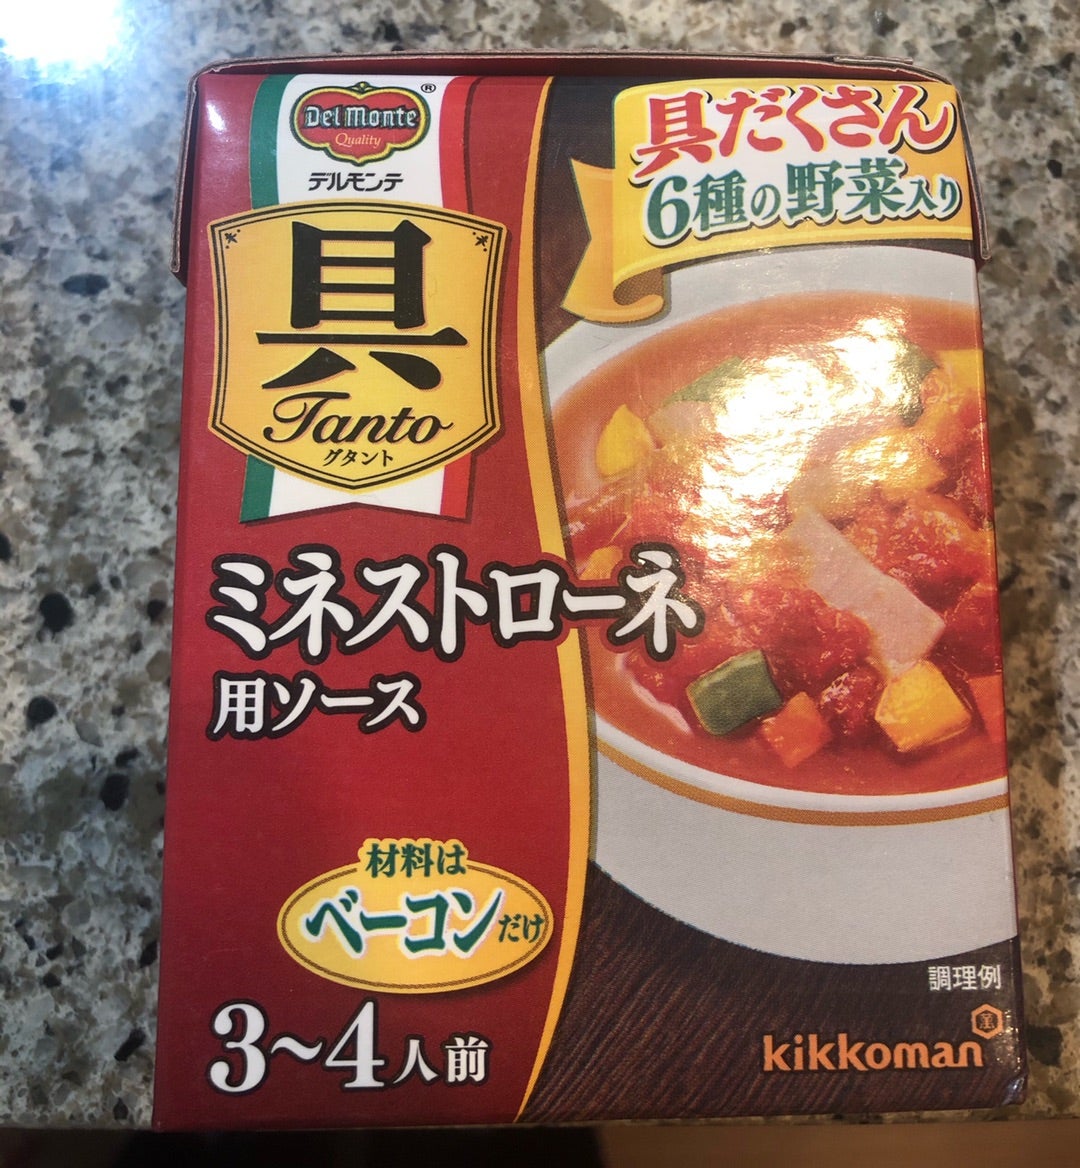 Del Monte
®
Quality
デルモンテ
具だくさん
6種の野菜入り
具
Tanto
グタント
ミネストローネ
用ソース
材料は
ベーコンだけ
3~4人前
調理例
kikkoman